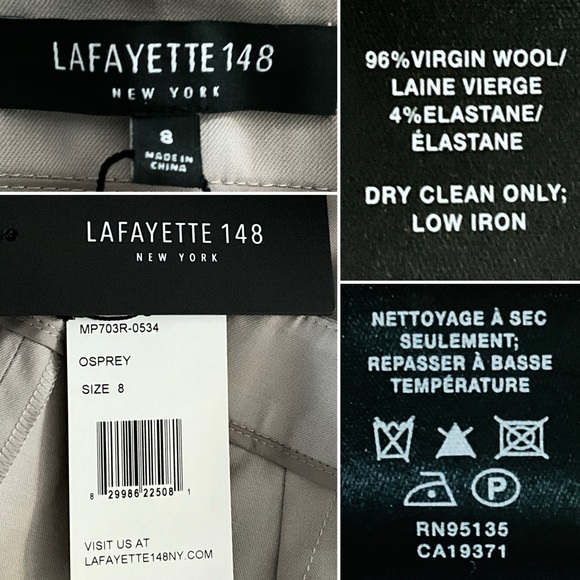 LAFAYETTE 148
NEW YORK
8
MADE IN
CHINA
96%VIRGIN WOOL/
LAINE VIERGE
4%ELASTANE/
ÉLASTANE
DRY CLEAN ONLY;
LOW IRON
LAFAYETTE 148
NEW YORK
MP703R-0534
OSPREY
SIZE 8
8 29986 22508 1
VISIT US AT
LAFAYETTE148NY.COM
NETTOYAGE À SEC
SEULEMENT;
REPASSER À BASSE
TEMPÉRATURE
P
RN95135
CA19371